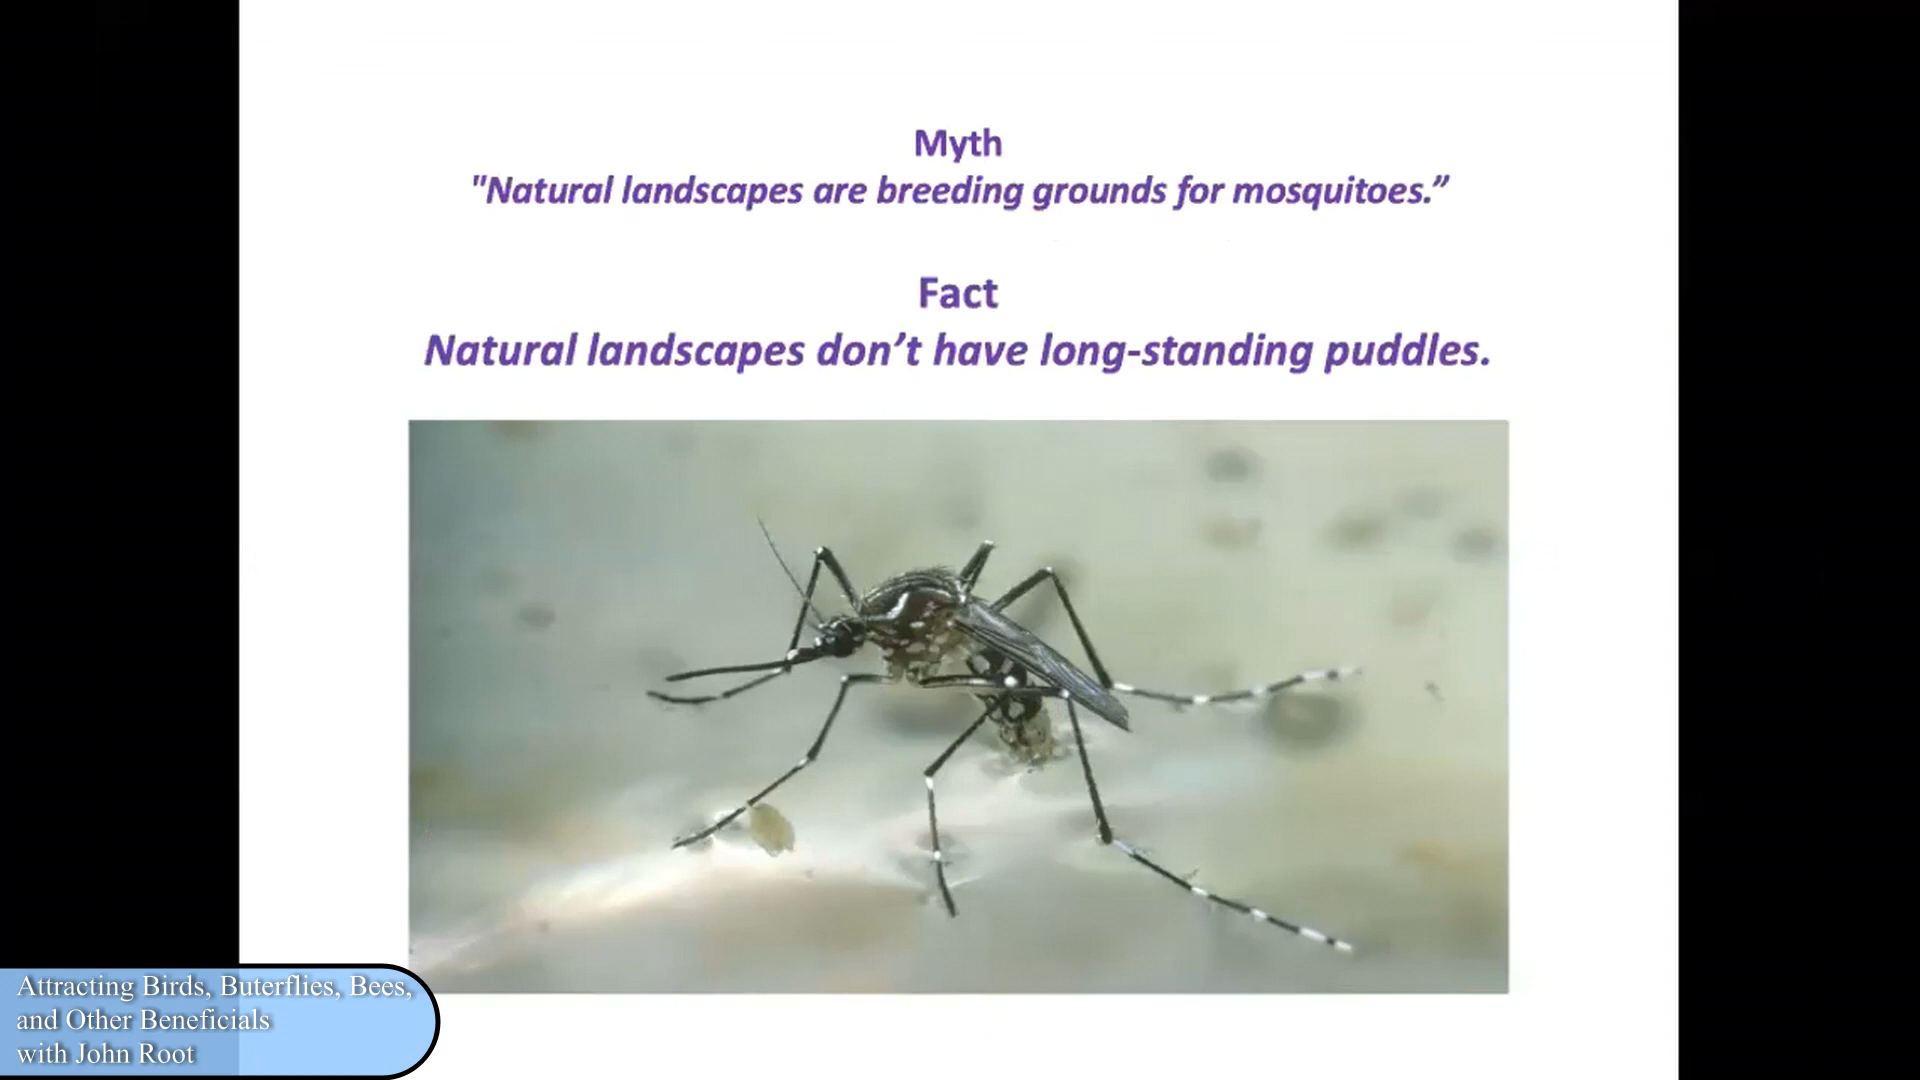 Myth
"Natural landscapes are breeding grounds for mosquitoes.”
Fact
Natural landscapes don’t have long-standing puddles.
Attracting Birds, Buterflies, Bees,
and Other Beneficials
with John Root